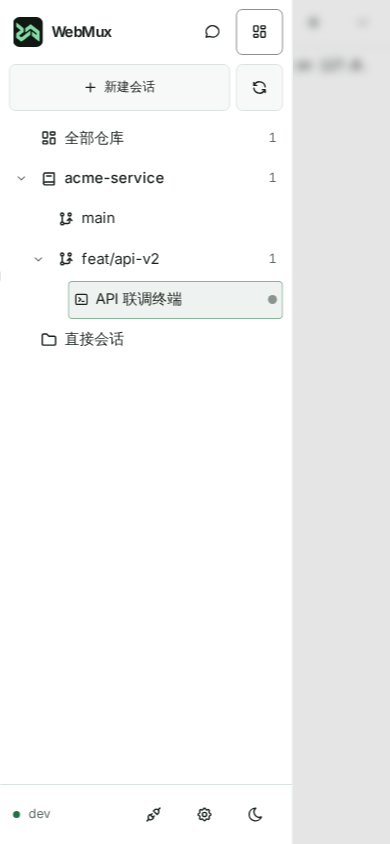 WebMux
新建会话
全部仓库 1
acme-service 1
main
feat/api-v2 1
API 联调终端
直接会话
dev